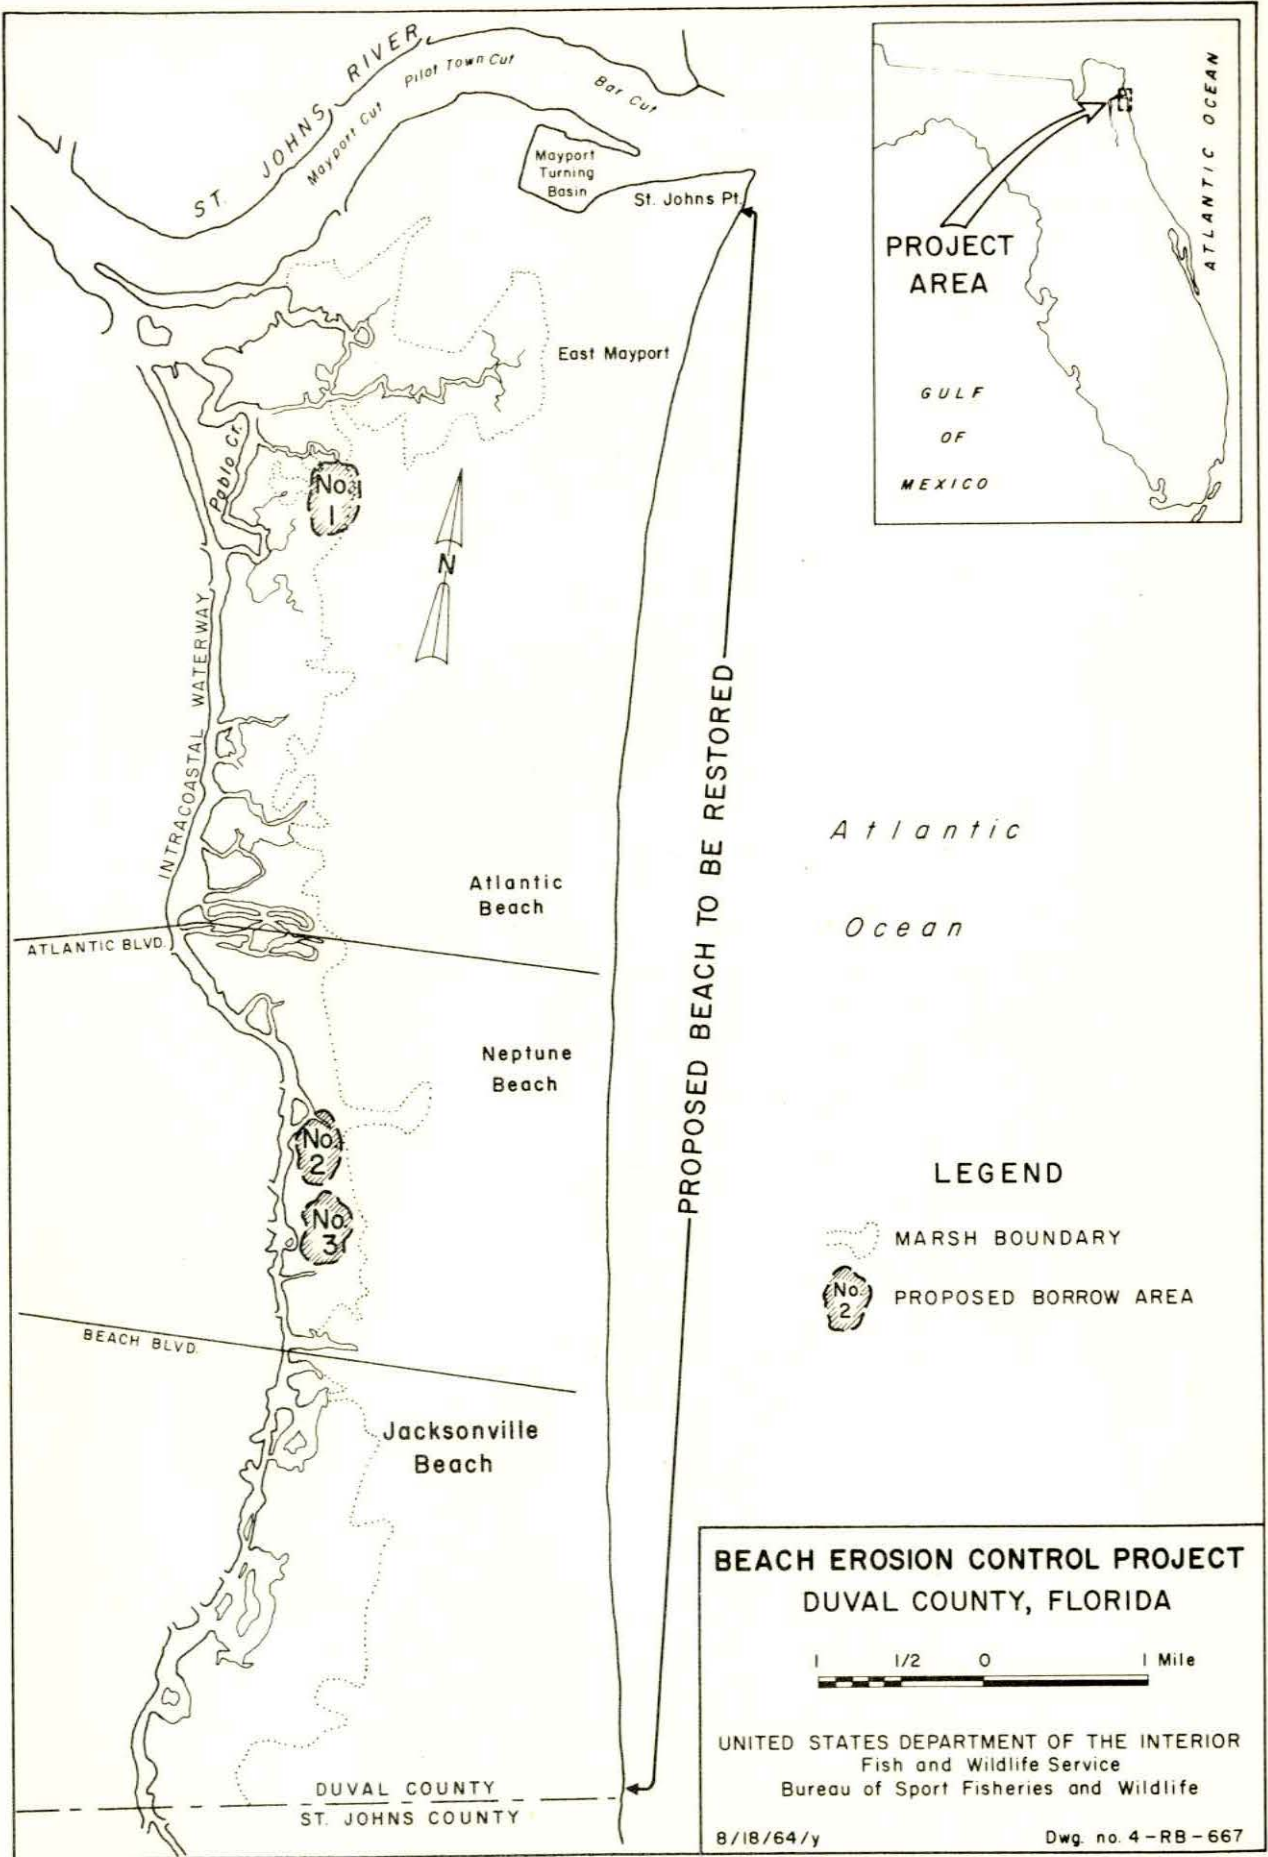 ST. JOHNS RIVER
Mayport Cut
Pilot Town Cut
Bar Cut
Mayport
Turning
Basin
St. Johns Pt.
PROJECT
AREA
ATLANTIC OCEAN
GULF
OF
MEXICO
East Mayport
Pablo Cr.
No.
1
N
INTRACOASTAL WATERWAY
PROPOSED BEACH TO BE RESTORED
Atlantic
Ocean
Atlantic
Beach
ATLANTIC BLVD.
Neptune
Beach
No.
2
No.
3
LEGEND
MARSH BOUNDARY
No.
2
PROPOSED BORROW AREA
BEACH BLVD.
Jacksonville
Beach
DUVAL COUNTY
ST. JOHNS COUNTY
BEACH EROSION CONTROL PROJECT
DUVAL COUNTY, FLORIDA
1 1/2 0 1 Mile
UNITED STATES DEPARTMENT OF THE INTERIOR
Fish and Wildlife Service
Bureau of Sport Fisheries and Wildlife
8/18/64/y Dwg. no. 4-RB-667